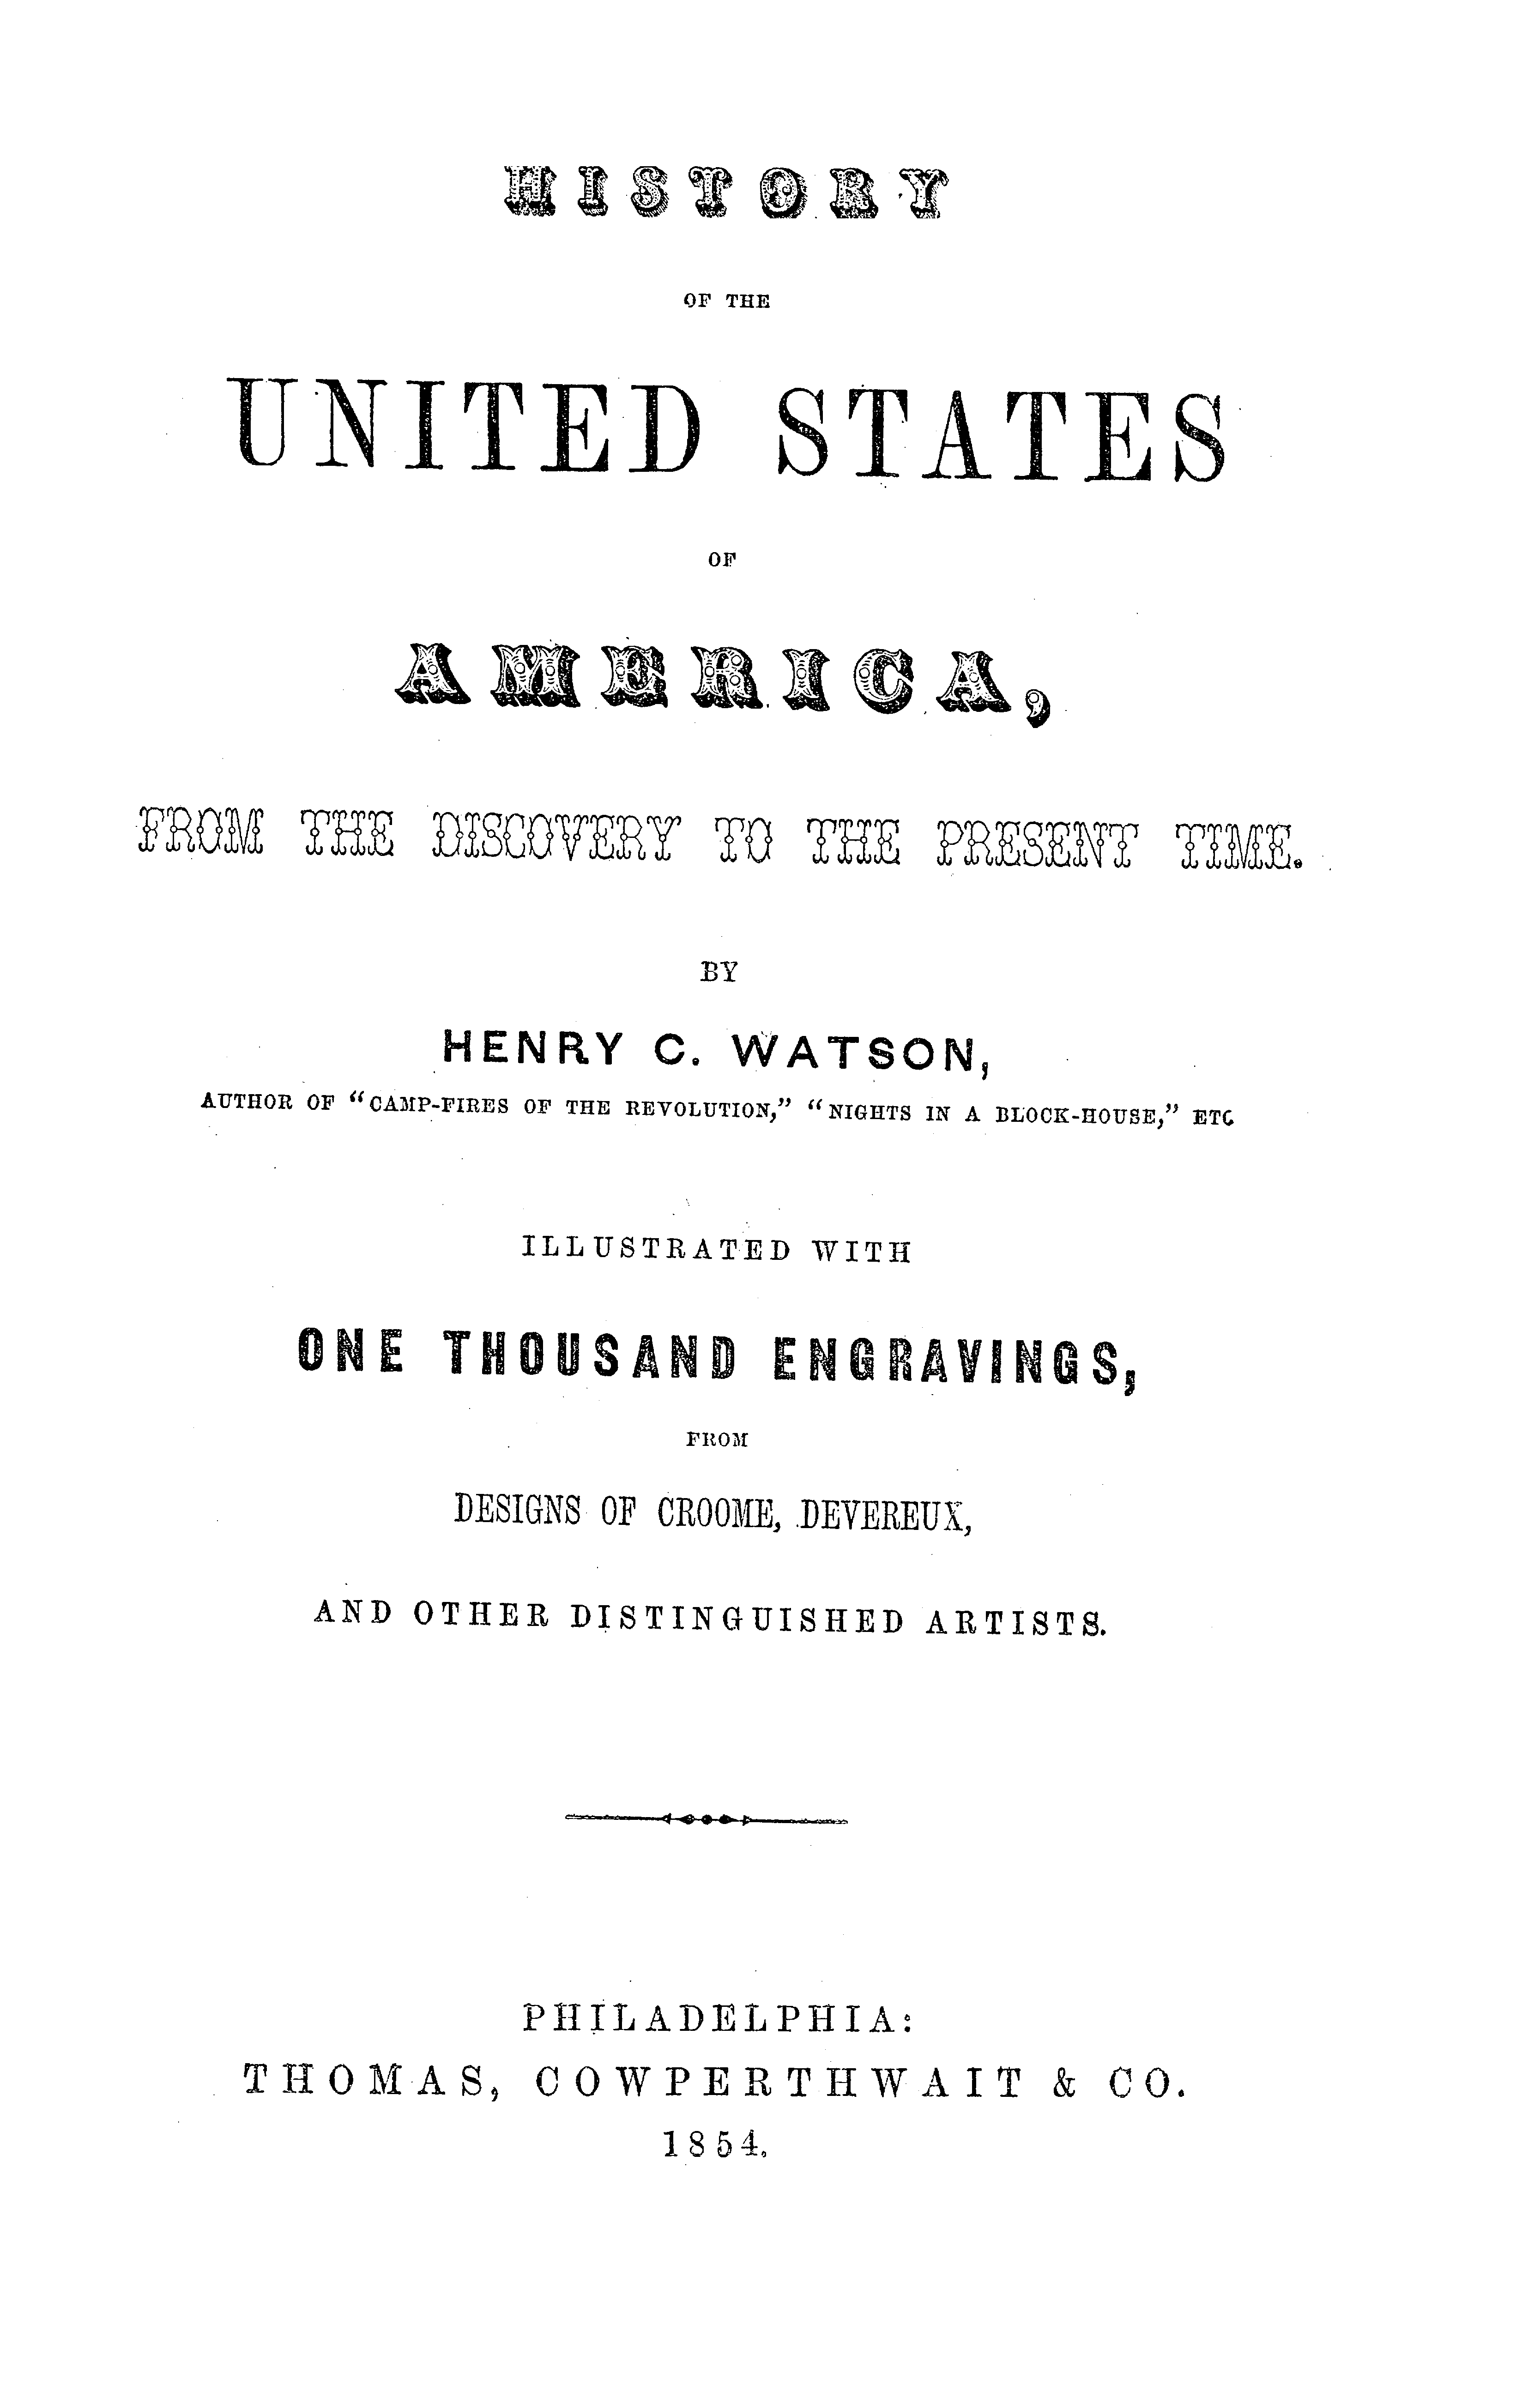 HISTORY
OF THE
UNITED STATES
OF
AMERICA,
FROM THE DISCOVERY TO THE PRESENT TIME.
BY
HENRY C. WATSON,
AUTHOR OF “CAMP-FIRES OF THE REVOLUTION,” “NIGHTS IN A BLOCK-HOUSE,” ETC
ILLUSTRATED WITH
ONE THOUSAND ENGRAVINGS,
FROM
DESIGNS OF CROOME, DEVEREUX,
AND OTHER DISTINGUISHED ARTISTS.
PHILADELPHIA:
THOMAS, COWPERTHWAIT & CO.
1854.